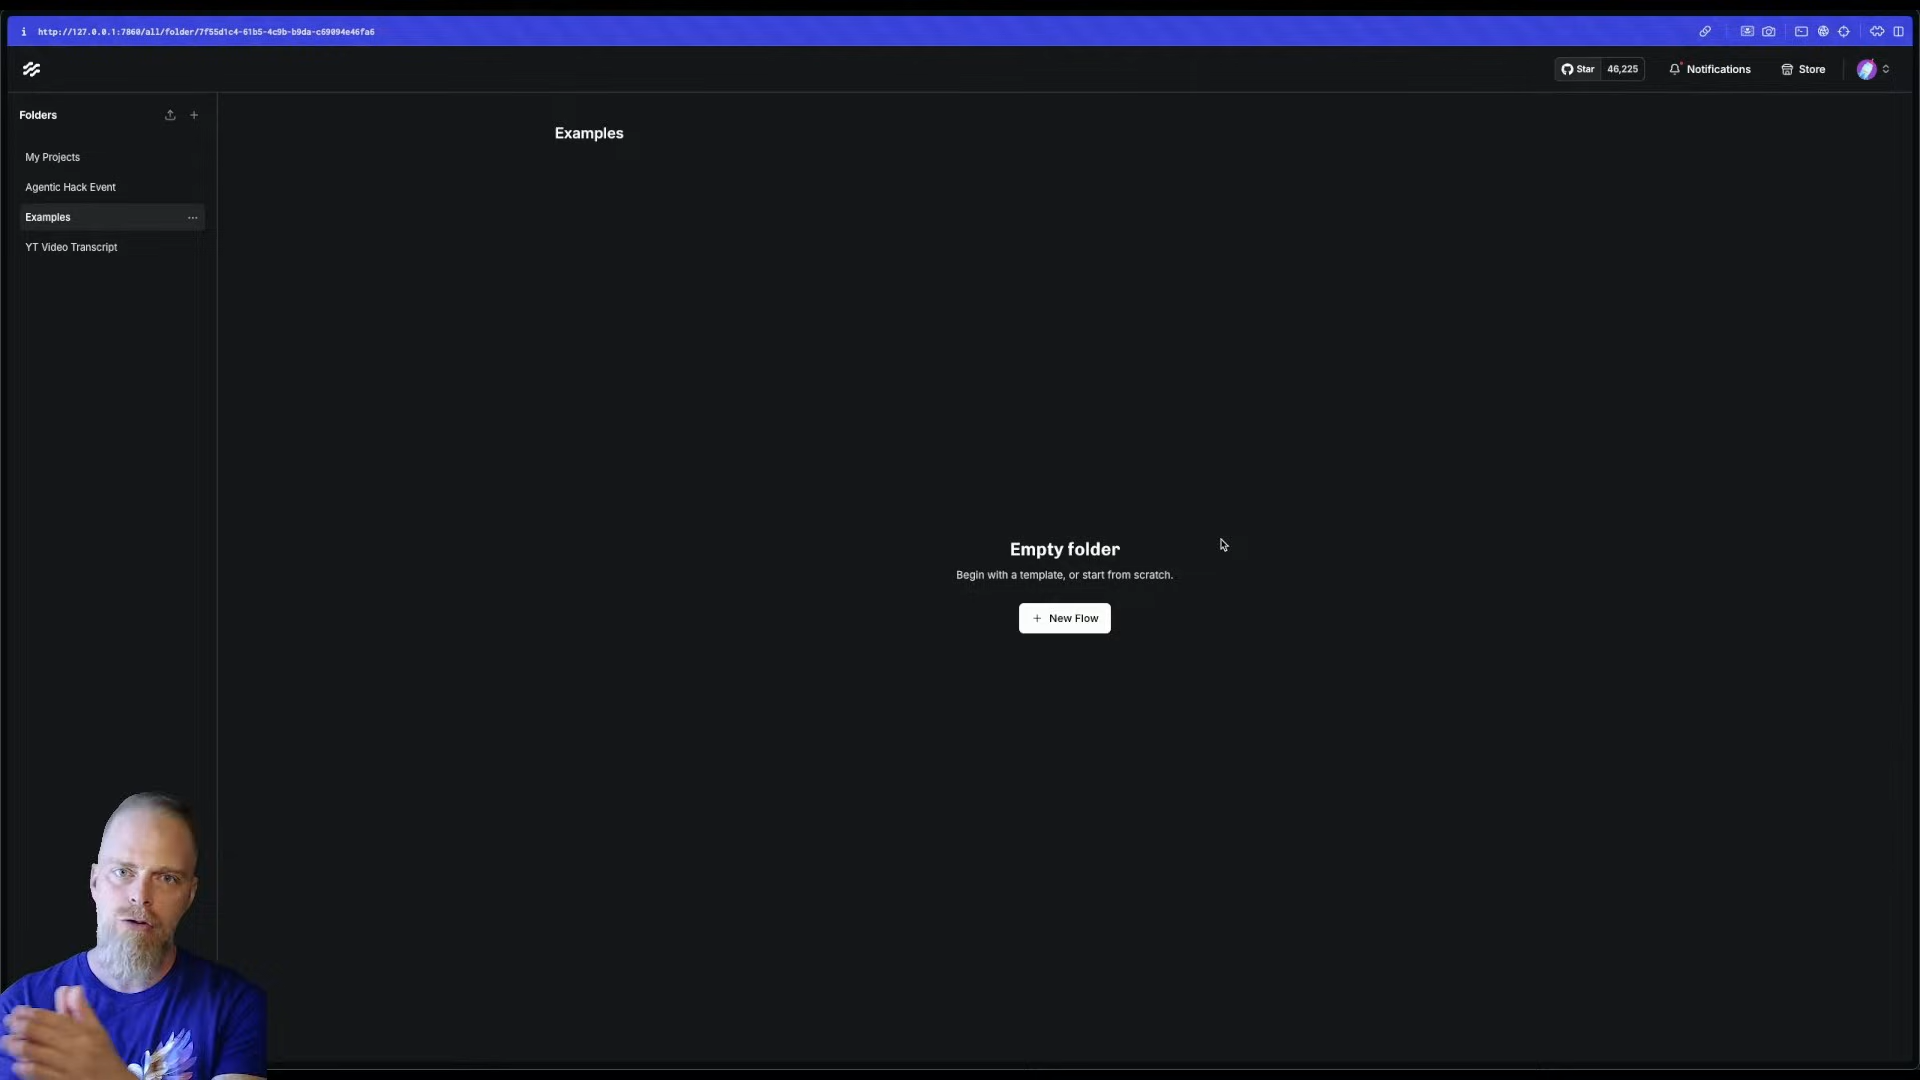 http://127.0.0.1:7860/all/folder/7f55d1c4-61b5-4c9b-b9da-c69094e46fa6
Star 46,225 Notifications Store
Folders
My Projects
Agentic Hack Event
Examples
YT Video Transcript
Examples
Empty folder
Begin with a template, or start from scratch.
New Flow